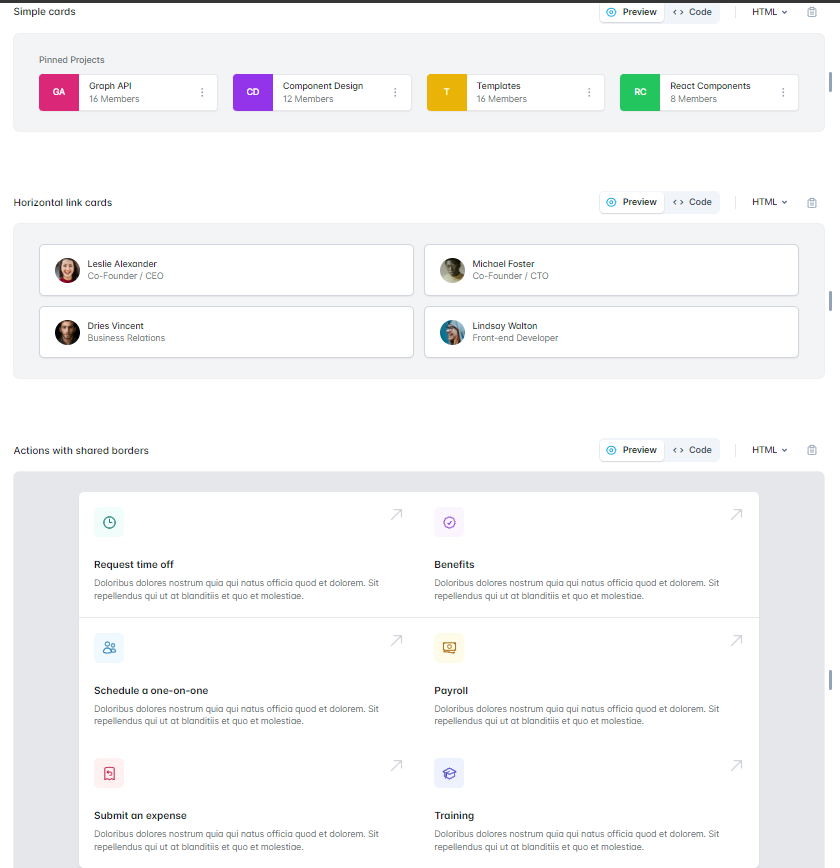 Simple cards
Preview
Code
HTML
Pinned Projects
GA
Graph API
16 Members
CD
Component Design
12 Members
T
Templates
16 Members
RC
React Components
8 Members
Horizontal link cards
Preview
Code
HTML
Leslie Alexander
Co-Founder / CEO
Michael Foster
Co-Founder / CTO
Dries Vincent
Business Relations
Lindsay Walton
Front-end Developer
Actions with shared borders
Preview
Code
HTML
Request time off
Doloribus dolores nostrum quia qui natus officia quod et dolorem. Sit
repellendus qui ut at blanditiis et quo et molestiae.
Benefits
Doloribus dolores nostrum quia qui natus officia quod et dolorem. Sit
repellendus qui ut at blanditiis et quo et molestiae.
Schedule a one-on-one
Doloribus dolores nostrum quia qui natus officia quod et dolorem. Sit
repellendus qui ut at blanditiis et quo et molestiae.
Payroll
Doloribus dolores nostrum quia qui natus officia quod et dolorem. Sit
repellendus qui ut at blanditiis et quo et molestiae.
Submit an expense
Doloribus dolores nostrum quia qui natus officia quod et dolorem. Sit
repellendus qui ut at blanditiis et quo et molestiae.
Training
Doloribus dolores nostrum quia qui natus officia quod et dolorem. Sit
repellendus qui ut at blanditiis et quo et molestiae.